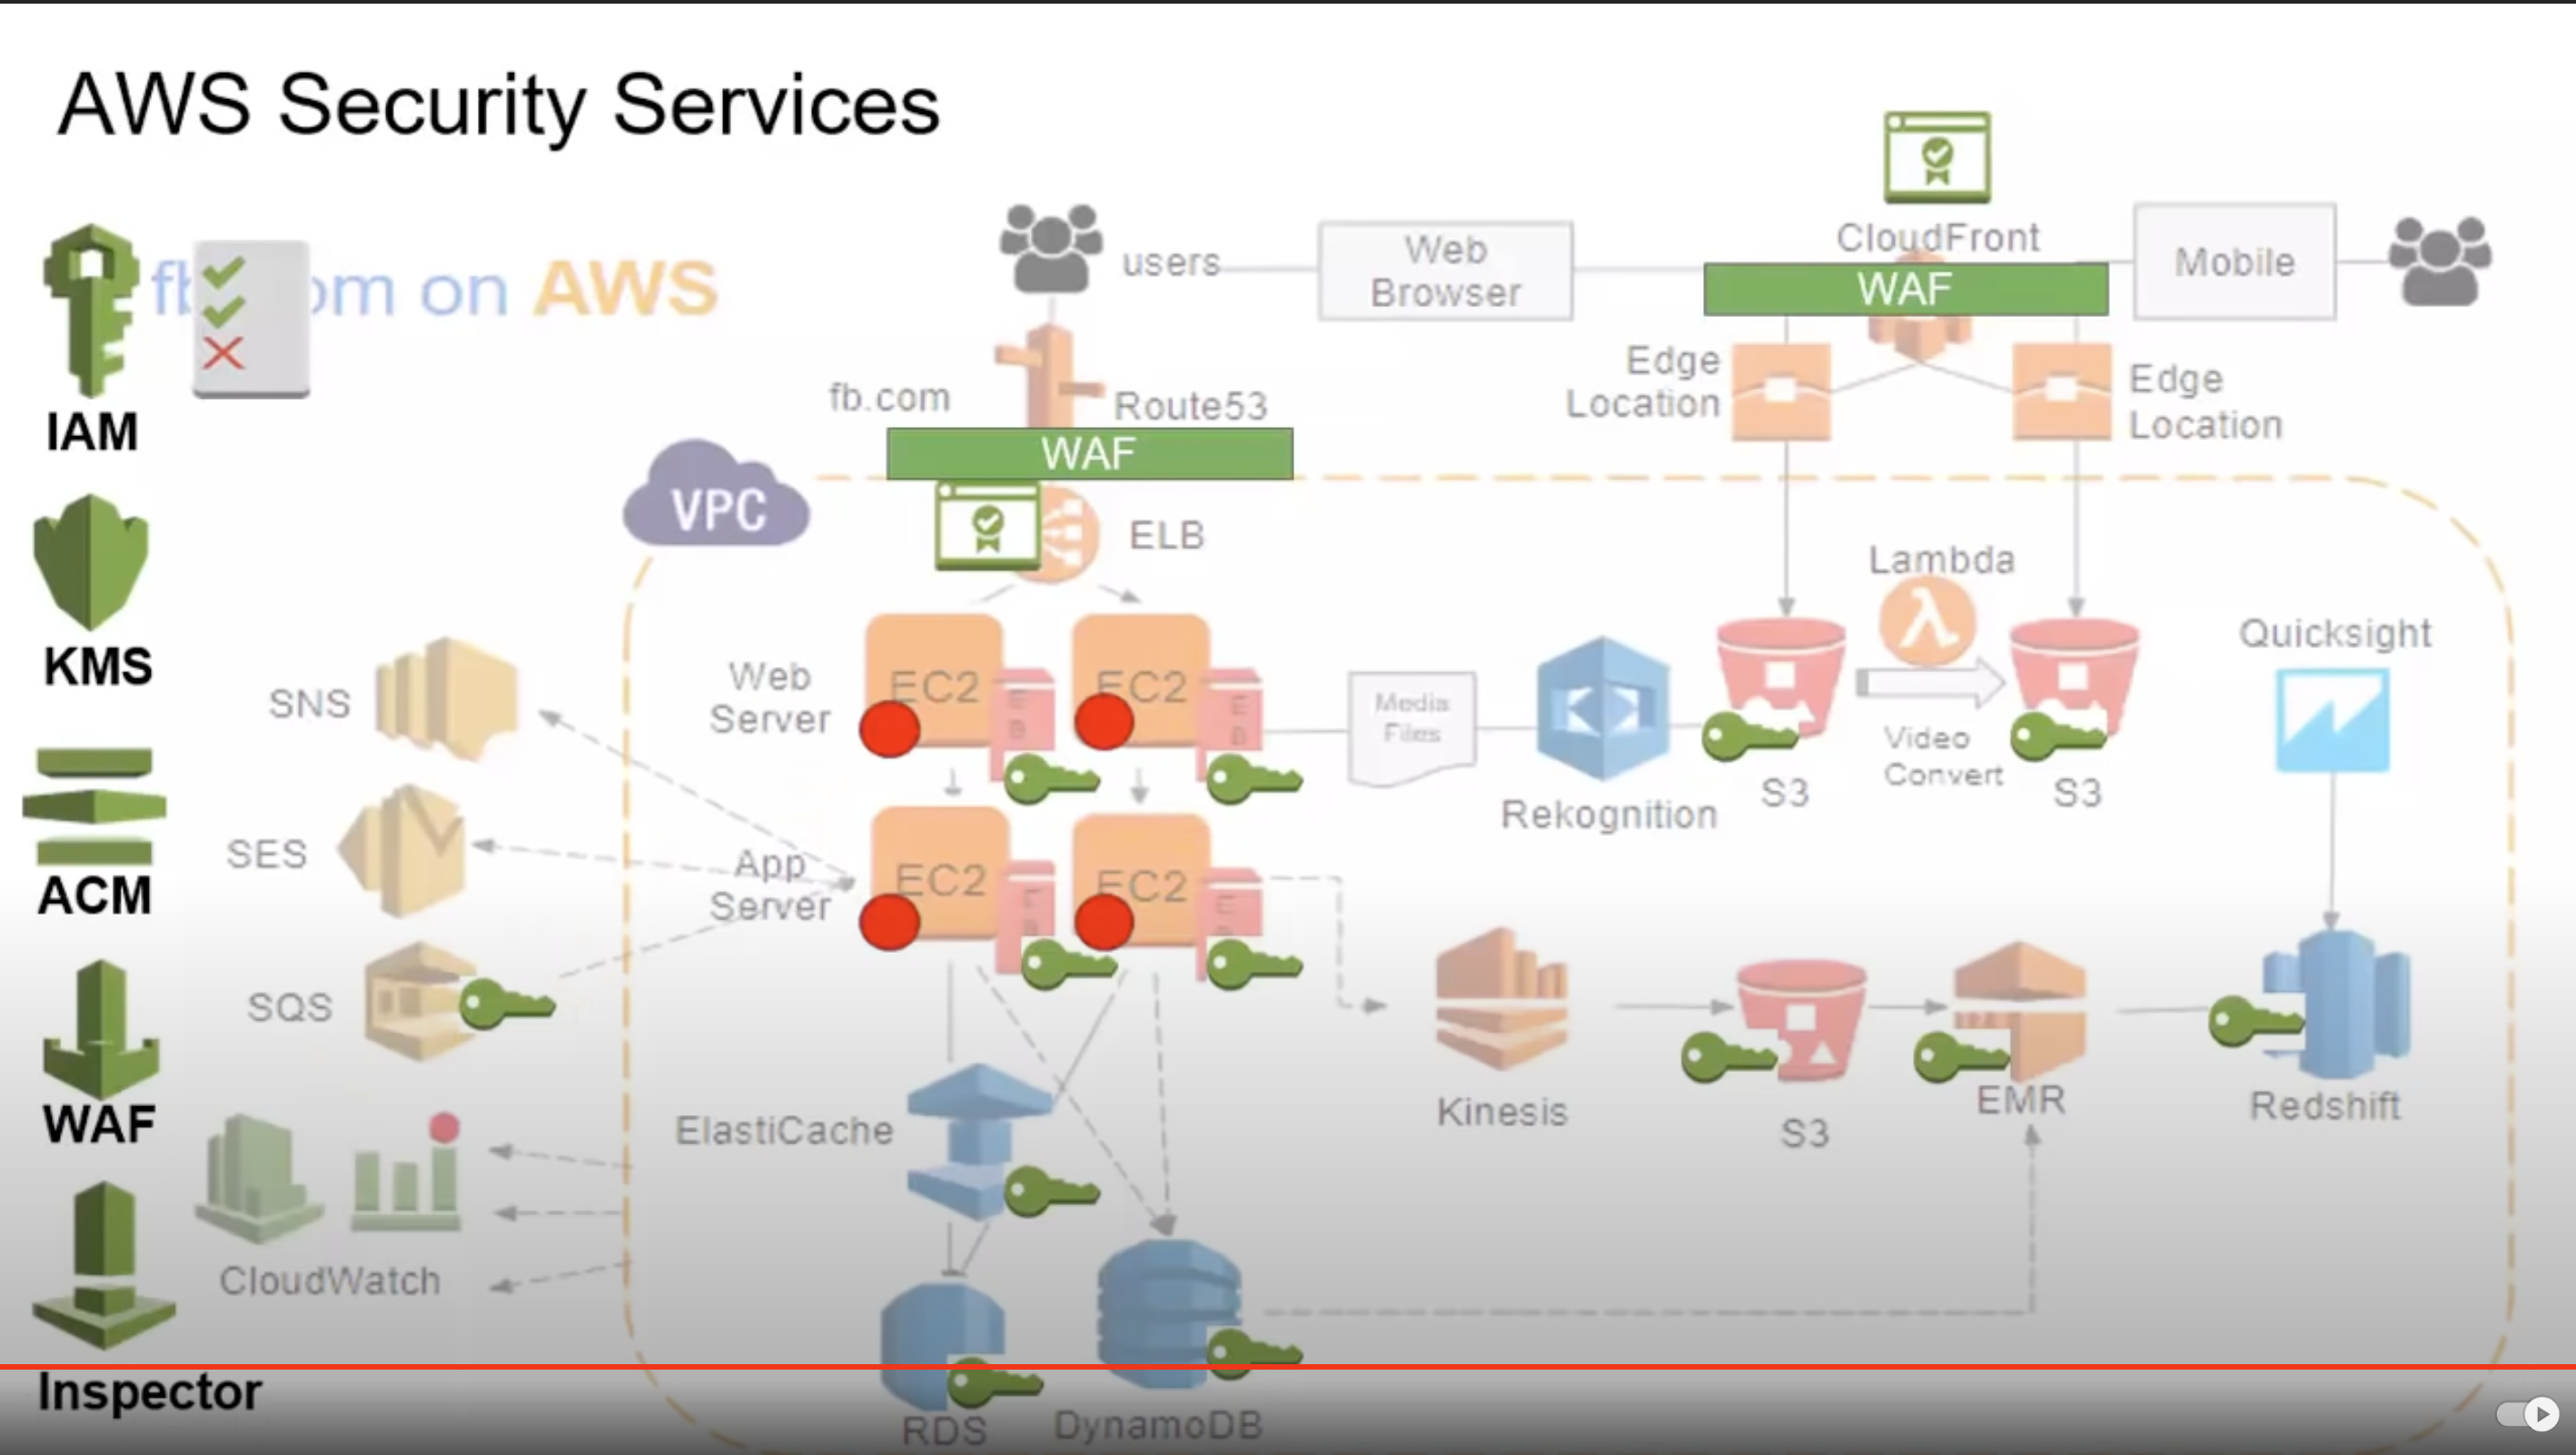 AWS Security Services
fb
om on AWS
IAM
KMS
ACM
WAF
Inspector
users
Web
Browser
CloudFront
WAF
Mobile
Edge
Location
Edge
Location
fb.com
Route53
WAF
VPC
ELB
Lambda
Quicksight
Web
Server
EC2
EC2
Media
Files
Rekognition
S3
Video
Convert
S3
SNS
SES
SQS
App
Server
EC2
EC2
CloudWatch
ElastiCache
Kinesis
S3
EMR
Redshift
RDS
DynamoDB